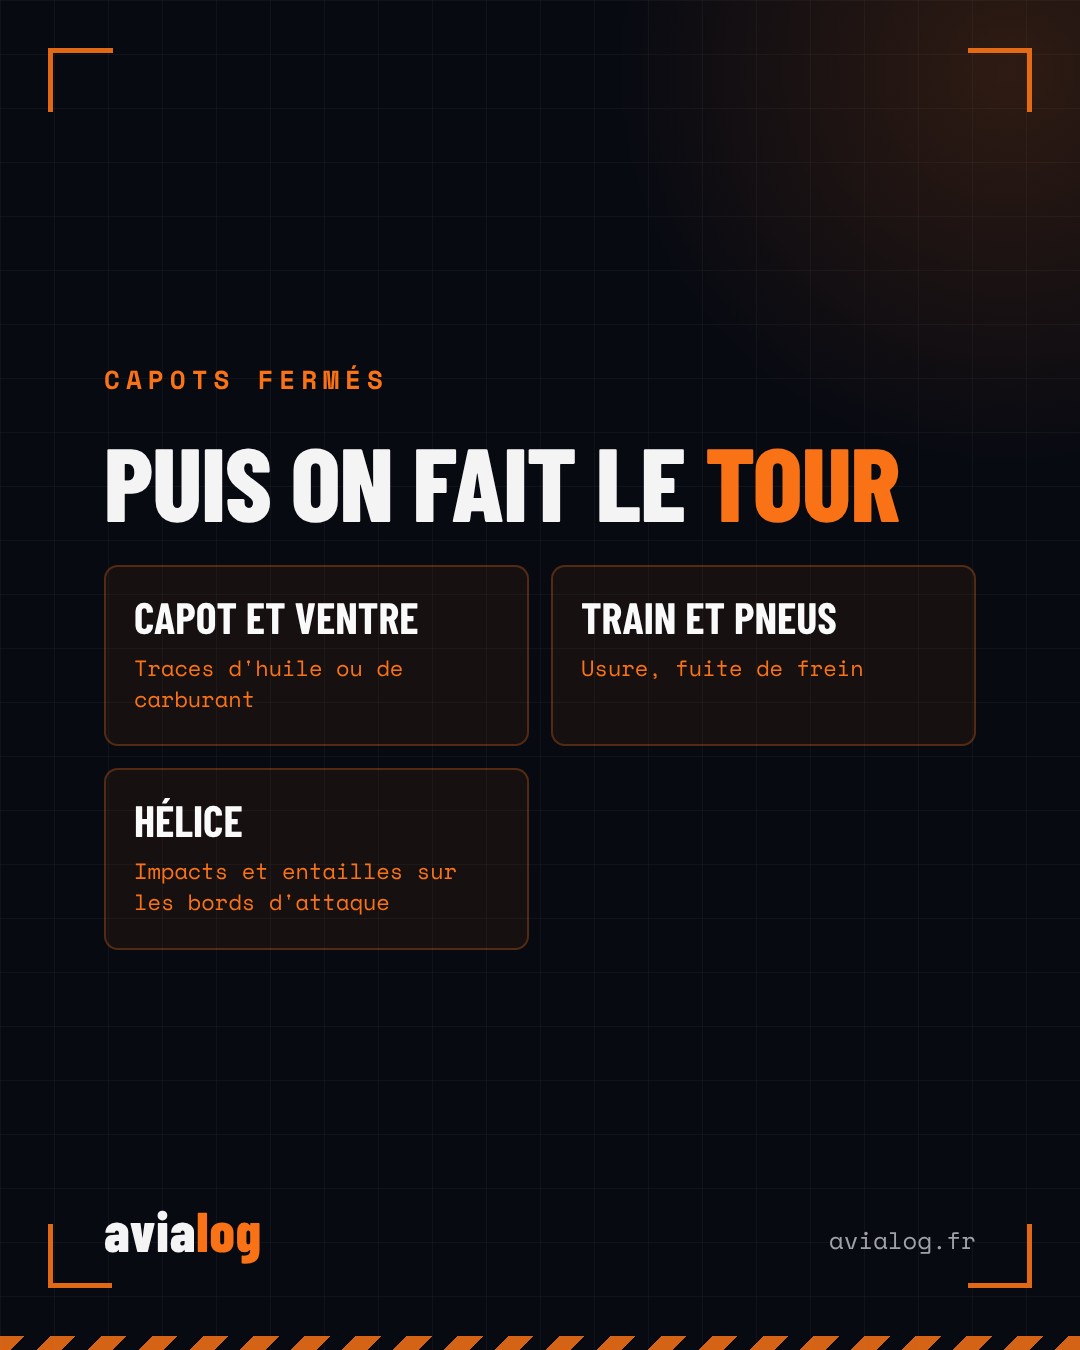 CAPOTS FERMÉS
PUIS ON FAIT LE TOUR
CAPOT ET VENTRE
Traces d'huile ou de
carburant
TRAIN ET PNEUS
Usure, fuite de frein
HÉLICE
Impacts et entailles sur
les bords d'attaque
avialog
avialog.fr